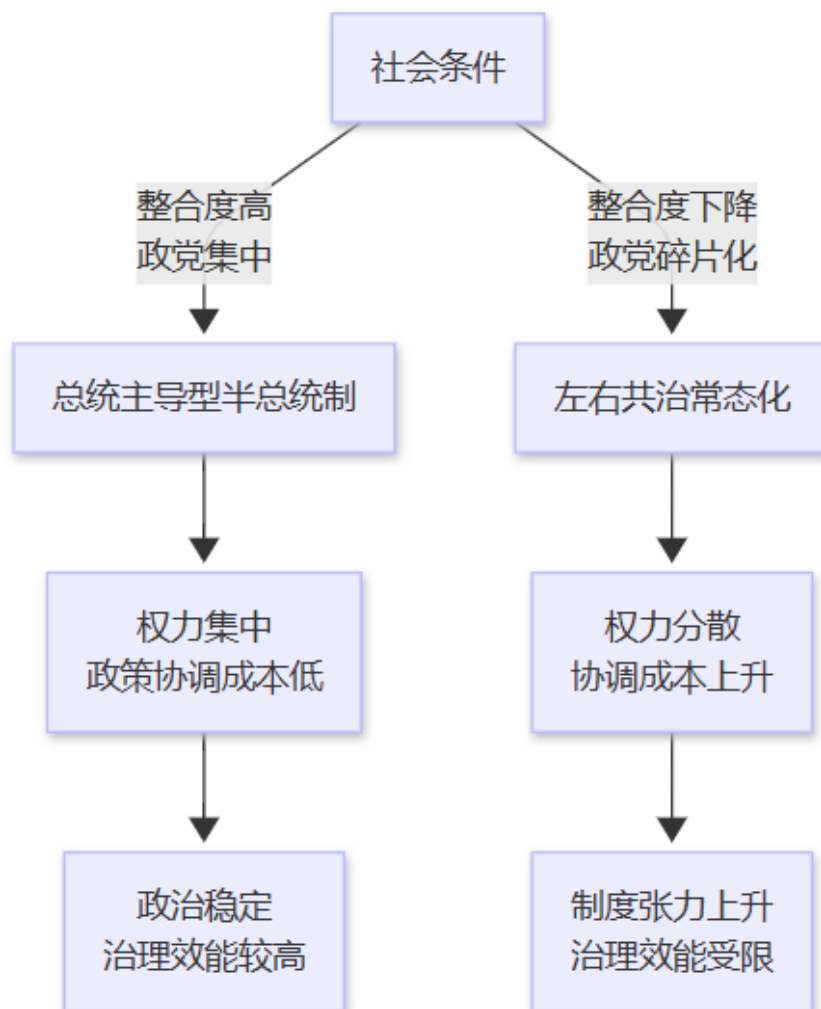 社会条件
整合度高
政党集中
整合度下降
政党碎片化
总统主导型半总统制
左右共治常态化
权力集中
政策协调成本低
权力分散
协调成本上升
政治稳定
治理效能较高
制度张力上升
治理效能受限